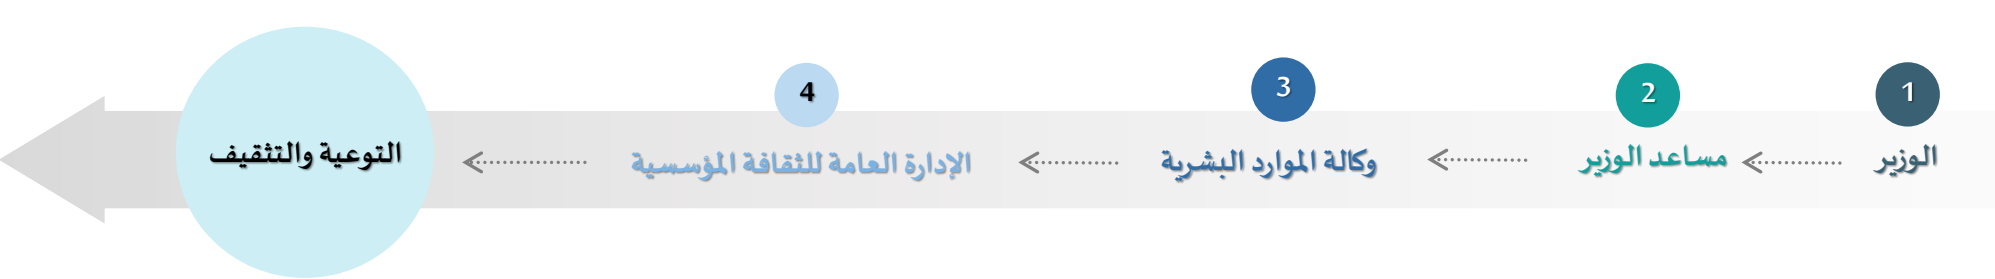 1
الوزير
2
مساعد الوزير
3
وكالة الموارد البشرية
4
الإدارة العامة للثقافة المؤسسية
التوعية والتثقيف